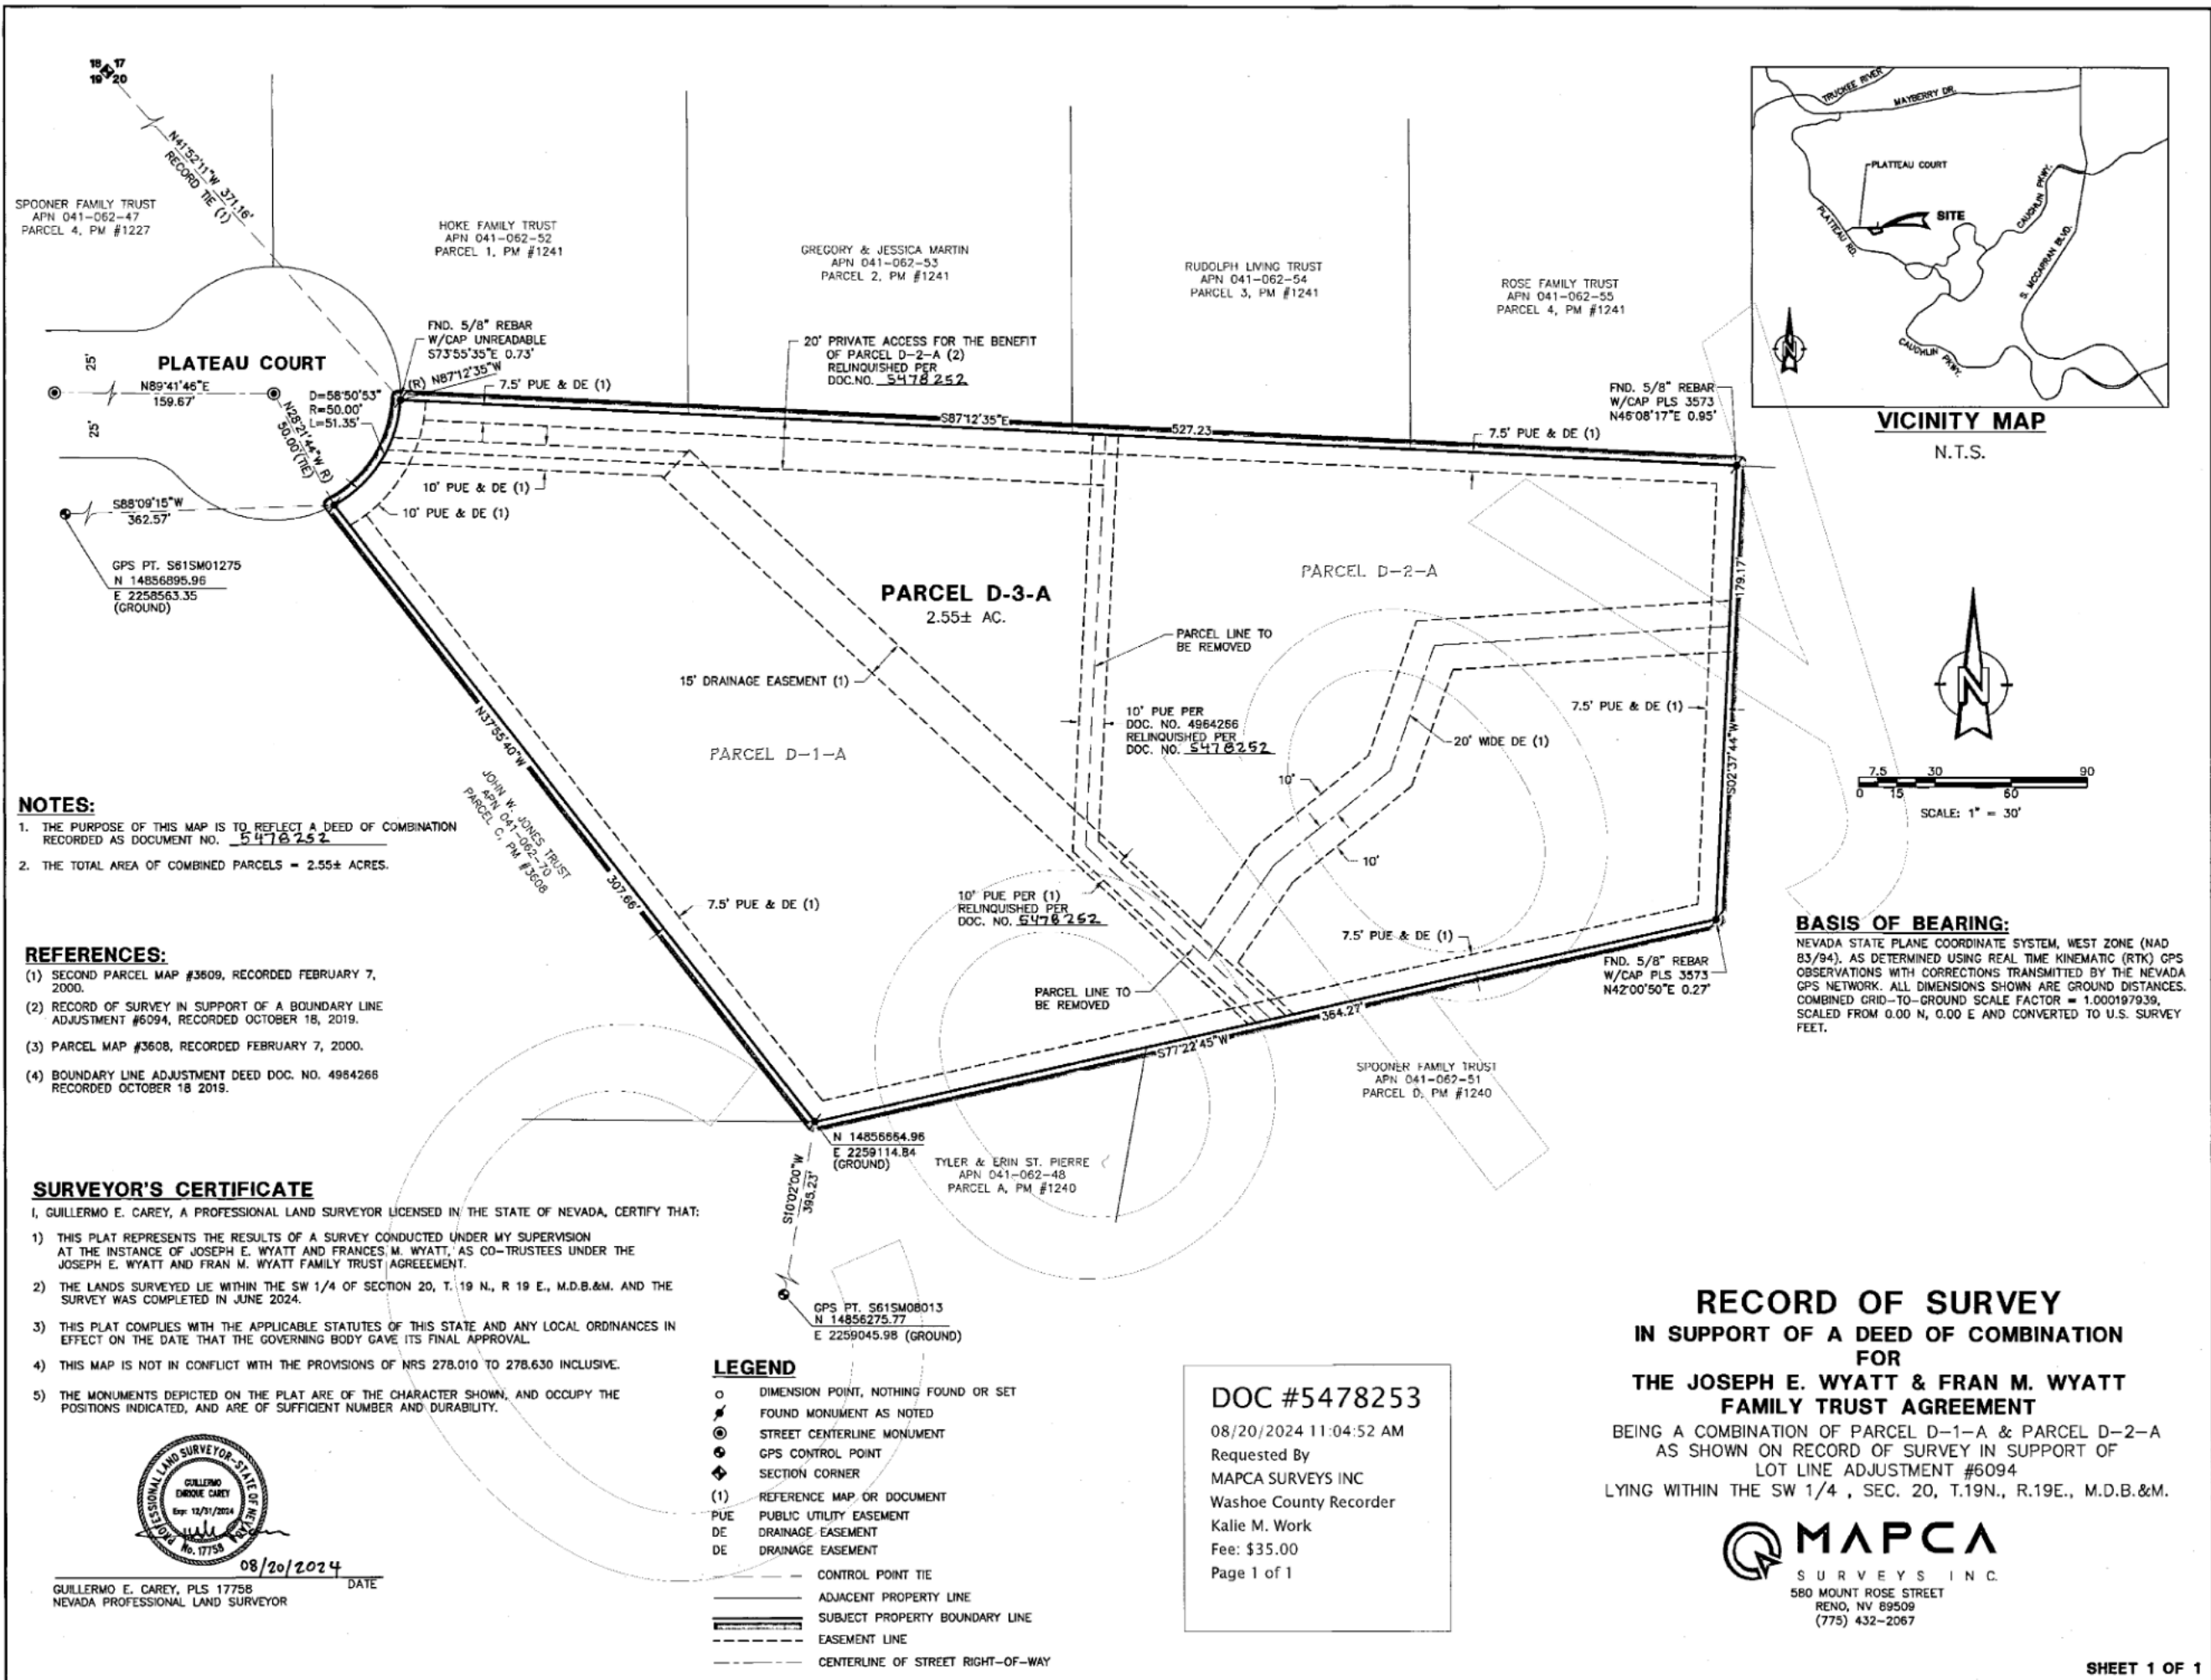 18 17
19 20
N41°52'11"W 371.16'
RECORD TIE (1)
SPOONER FAMILY TRUST
APN 041-062-47
PARCEL 4, PM #1227
HOKE FAMILY TRUST
APN 041-062-52
PARCEL 1, PM #1241
GREGORY & JESSICA MARTIN
APN 041-062-53
PARCEL 2, PM #1241
RUDOLPH LIVING TRUST
APN 041-062-54
PARCEL 3, PM #1241
ROSE FAMILY TRUST
APN 041-062-55
PARCEL 4, PM #1241
TRUCKEE RIVER
MAYBERRY DR.
PLATTEAU COURT
SITE
PLATEAU RD.
CAUGHLIN PKWY.
S. MCCARRAN BLVD.
CAUGHLIN PKWY.
VICINITY MAP
N.T.S.
FND. 5/8" REBAR
W/CAP UNREADABLE
S73°55'35"E 0.73'
(R) N87°12'35"W
7.5' PUE & DE (1)
20' PRIVATE ACCESS FOR THE BENEFIT
OF PARCEL D-2-A (2)
RELINQUISHED PER
DOC.NO. 5478252
FND. 5/8" REBAR
W/CAP PLS 3573
N46°08'17"E 0.95'
PLATEAU COURT
25'
N89°41'46"E
159.67'
25'
D=58°50'53"
R=50.00'
L=51.35'
N28°21'44"W (R)
50.00'(TIE)
S87°12'35"E
527.23
7.5' PUE & DE (1)
10' PUE & DE (1)
10' PUE & DE (1)
S88°09'15"W
362.57'
GPS PT. S61SM01275
N 14856895.96
E 2258563.35
(GROUND)
PARCEL D-3-A
2.55± AC.
PARCEL D-2-A
179.17'
S02°37'44"W
PARCEL LINE TO
BE REMOVED
15' DRAINAGE EASEMENT (1)
10' PUE PER
DOC. NO. 4964266
RELINQUISHED PER
DOC. NO. 5478252
7.5' PUE & DE (1)
20' WIDE DE (1)
10'
10'
PARCEL D-1-A
N
7.5 30 90
0 15 60
SCALE: 1" = 30'
N37°55'40"W
307.66'
JOHN W. JONES TRUST
APN 041-062-70
PARCEL C, PM #3608
7.5' PUE & DE (1)
10' PUE PER (1)
RELINQUISHED PER
DOC. NO. 5478252
7.5' PUE & DE (1)
FND. 5/8" REBAR
W/CAP PLS 3573
N42°00'50"E 0.27'
PARCEL LINE TO
BE REMOVED
364.27'
S77°22'45"W
SPOONER FAMILY TRUST
APN 041-062-51
PARCEL D, PM #1240
N 14856664.96
E 2259114.84
(GROUND)
TYLER & ERIN ST. PIERRE
APN 041-062-48
PARCEL A, PM #1240
S10°02'00"W
395.23'
GPS PT. S61SM08013
N 14856275.77
E 2259045.98 (GROUND)
NOTES:
1. THE PURPOSE OF THIS MAP IS TO REFLECT A DEED OF COMBINATION
RECORDED AS DOCUMENT NO. 5478252
2. THE TOTAL AREA OF COMBINED PARCELS = 2.55± ACRES.
REFERENCES:
(1) SECOND PARCEL MAP #3609, RECORDED FEBRUARY 7,
2000.
(2) RECORD OF SURVEY IN SUPPORT OF A BOUNDARY LINE
ADJUSTMENT #6094, RECORDED OCTOBER 18, 2019.
(3) PARCEL MAP #3608, RECORDED FEBRUARY 7, 2000.
(4) BOUNDARY LINE ADJUSTMENT DEED DOC. NO. 4964266
RECORDED OCTOBER 18 2019.
BASIS OF BEARING:
NEVADA STATE PLANE COORDINATE SYSTEM, WEST ZONE (NAD
83/94). AS DETERMINED USING REAL TIME KINEMATIC (RTK) GPS
OBSERVATIONS WITH CORRECTIONS TRANSMITTED BY THE NEVADA
GPS NETWORK. ALL DIMENSIONS SHOWN ARE GROUND DISTANCES.
COMBINED GRID-TO-GROUND SCALE FACTOR = 1.000197939,
SCALED FROM 0.00 N, 0.00 E AND CONVERTED TO U.S. SURVEY
FEET.
SURVEYOR'S CERTIFICATE
I, GUILLERMO E. CAREY, A PROFESSIONAL LAND SURVEYOR LICENSED IN THE STATE OF NEVADA, CERTIFY THAT:
1) THIS PLAT REPRESENTS THE RESULTS OF A SURVEY CONDUCTED UNDER MY SUPERVISION
AT THE INSTANCE OF JOSEPH E. WYATT AND FRANCES M. WYATT, AS CO-TRUSTEES UNDER THE
JOSEPH E. WYATT AND FRAN M. WYATT FAMILY TRUST AGREEEMENT.
2) THE LANDS SURVEYED LIE WITHIN THE SW 1/4 OF SECTION 20, T. 19 N., R 19 E., M.D.B.&M. AND THE
SURVEY WAS COMPLETED IN JUNE 2024.
3) THIS PLAT COMPLIES WITH THE APPLICABLE STATUTES OF THIS STATE AND ANY LOCAL ORDINANCES IN
EFFECT ON THE DATE THAT THE GOVERNING BODY GAVE ITS FINAL APPROVAL.
4) THIS MAP IS NOT IN CONFLICT WITH THE PROVISIONS OF NRS 278.010 TO 278.630 INCLUSIVE.
5) THE MONUMENTS DEPICTED ON THE PLAT ARE OF THE CHARACTER SHOWN, AND OCCUPY THE
POSITIONS INDICATED, AND ARE OF SUFFICIENT NUMBER AND DURABILITY.
PROFESSIONAL LAND SURVEYOR-STATE OF NEVADA
GUILLERMO
ENRIQUE CAREY
Exp: 12/31/2024
No. 17758
08/20/2024
DATE
GUILLERMO E. CAREY, PLS 17758
NEVADA PROFESSIONAL LAND SURVEYOR
LEGEND
DIMENSION POINT, NOTHING FOUND OR SET
FOUND MONUMENT AS NOTED
STREET CENTERLINE MONUMENT
GPS CONTROL POINT
SECTION CORNER
(1) REFERENCE MAP OR DOCUMENT
PUE PUBLIC UTILITY EASEMENT
DE DRAINAGE EASEMENT
DE DRAINAGE EASEMENT
CONTROL POINT TIE
ADJACENT PROPERTY LINE
SUBJECT PROPERTY BOUNDARY LINE
EASEMENT LINE
CENTERLINE OF STREET RIGHT-OF-WAY
DOC #5478253
08/20/2024 11:04:52 AM
Requested By
MAPCA SURVEYS INC
Washoe County Recorder
Kalie M. Work
Fee: $35.00
Page 1 of 1
RECORD OF SURVEY
IN SUPPORT OF A DEED OF COMBINATION
FOR
THE JOSEPH E. WYATT & FRAN M. WYATT
FAMILY TRUST AGREEMENT
BEING A COMBINATION OF PARCEL D-1-A & PARCEL D-2-A
AS SHOWN ON RECORD OF SURVEY IN SUPPORT OF
LOT LINE ADJUSTMENT #6094
LYING WITHIN THE SW 1/4 , SEC. 20, T.19N., R.19E., M.D.B.&M.
MAPCA
SURVEYS INC.
580 MOUNT ROSE STREET
RENO, NV 89509
(775) 432-2067
SHEET 1 OF 1